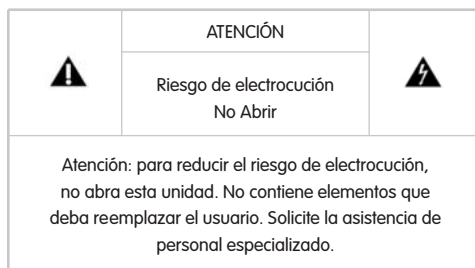 ATENCIÓN
Riesgo de electrocución
No Abrir
Atención: para reducir el riesgo de electrocución,
no abra esta unidad. No contiene elementos que
deba reemplazar el usuario. Solicite la asistencia de
personal especializado.